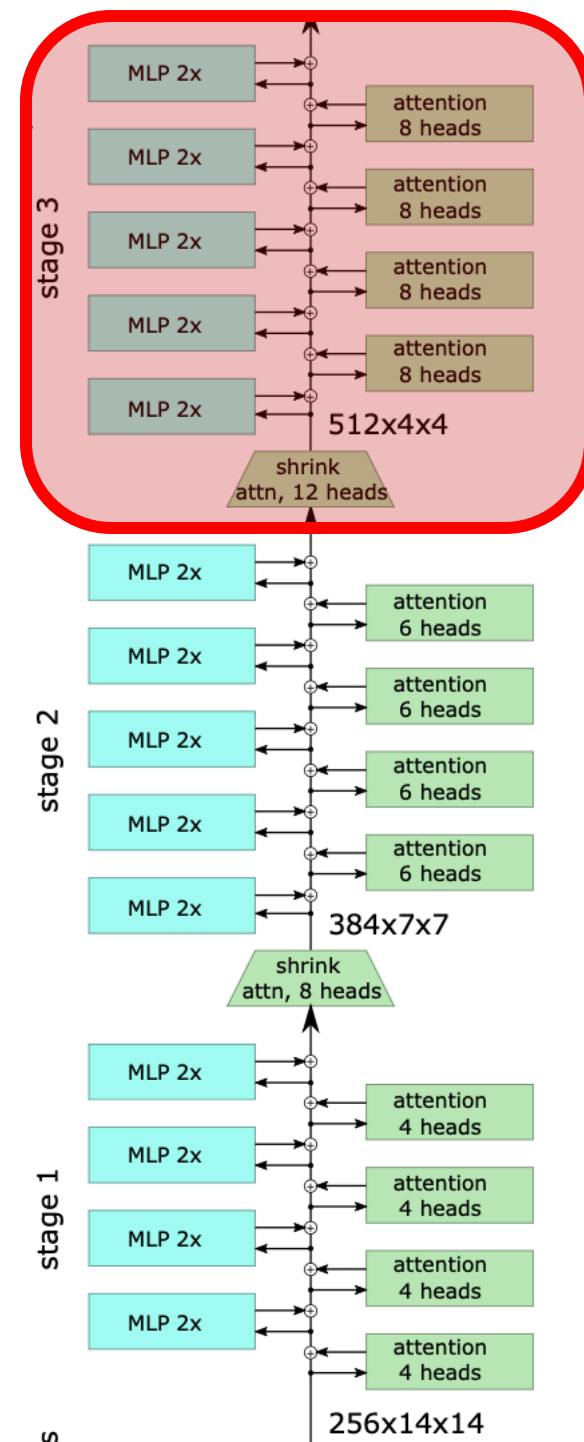 MLP 2x
attention
8 heads
MLP 2x
attention
8 heads
stage 3
MLP 2x
attention
8 heads
MLP 2x
attention
8 heads
MLP 2x
512x4x4
shrink
attn, 12 heads
MLP 2x
attention
6 heads
MLP 2x
attention
6 heads
stage 2
MLP 2x
attention
6 heads
MLP 2x
attention
6 heads
MLP 2x
384x7x7
shrink
attn, 8 heads
MLP 2x
attention
4 heads
MLP 2x
attention
4 heads
stage 1
MLP 2x
attention
4 heads
MLP 2x
attention
4 heads
256x14x14